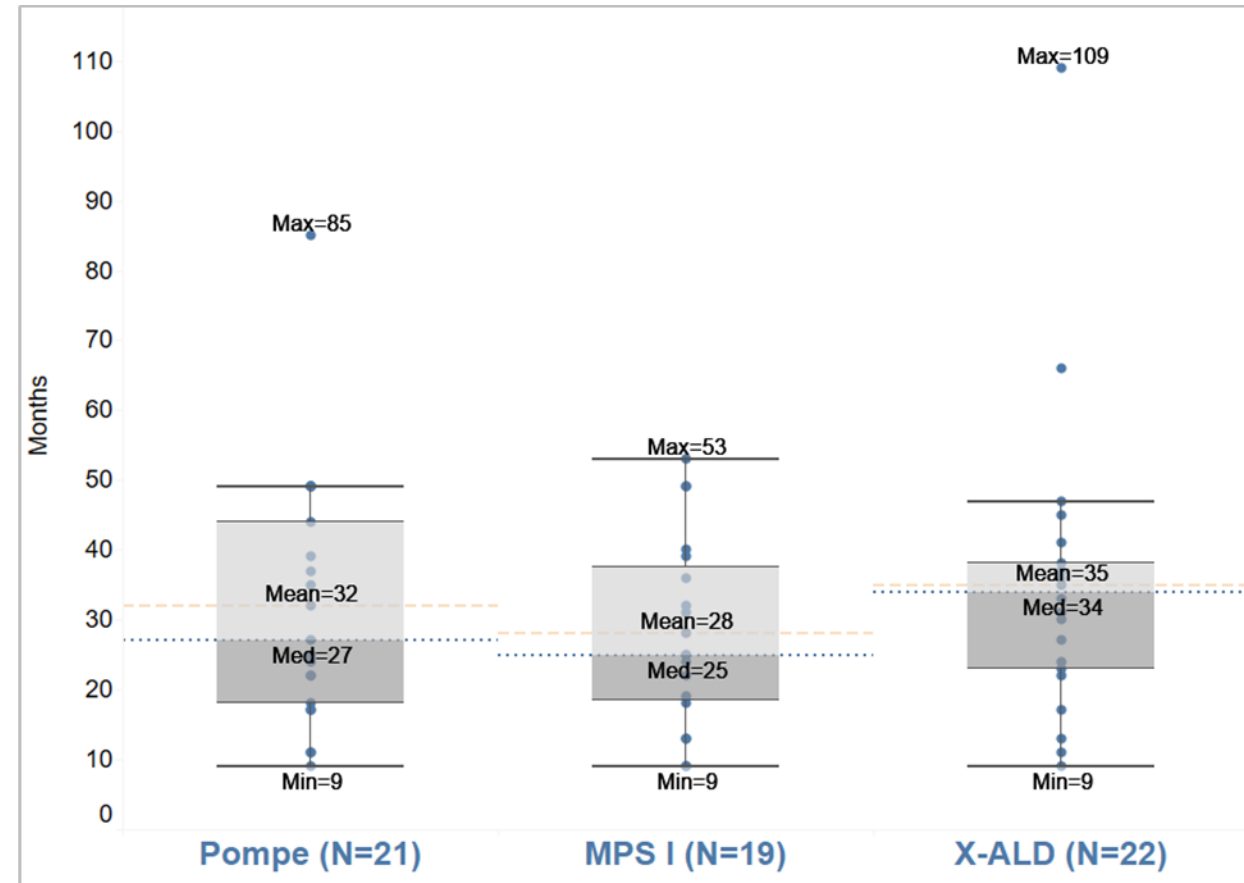 Months
110
100
90
80
70
60
50
40
30
20
10
0
Max=85
Mean=32
Med=27
Min=9
Max=53
Mean=28
Med=25
Min=9
Max=109
Mean=35
Med=34
Min=9
Pompe (N=21)
MPS I (N=19)
X-ALD (N=22)